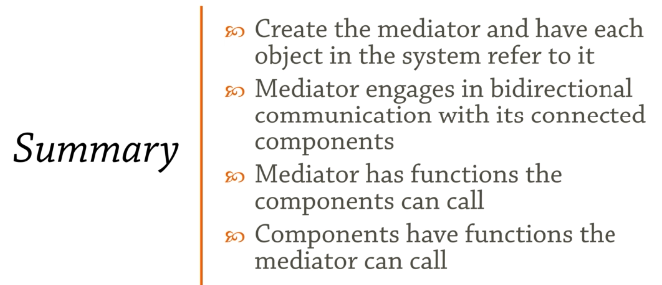 Summary
Create the mediator and have each
object in the system refer to it
Mediator engages in bidirectional
communication with its connected
components
Mediator has functions the
components can call
Components have functions the
mediator can call